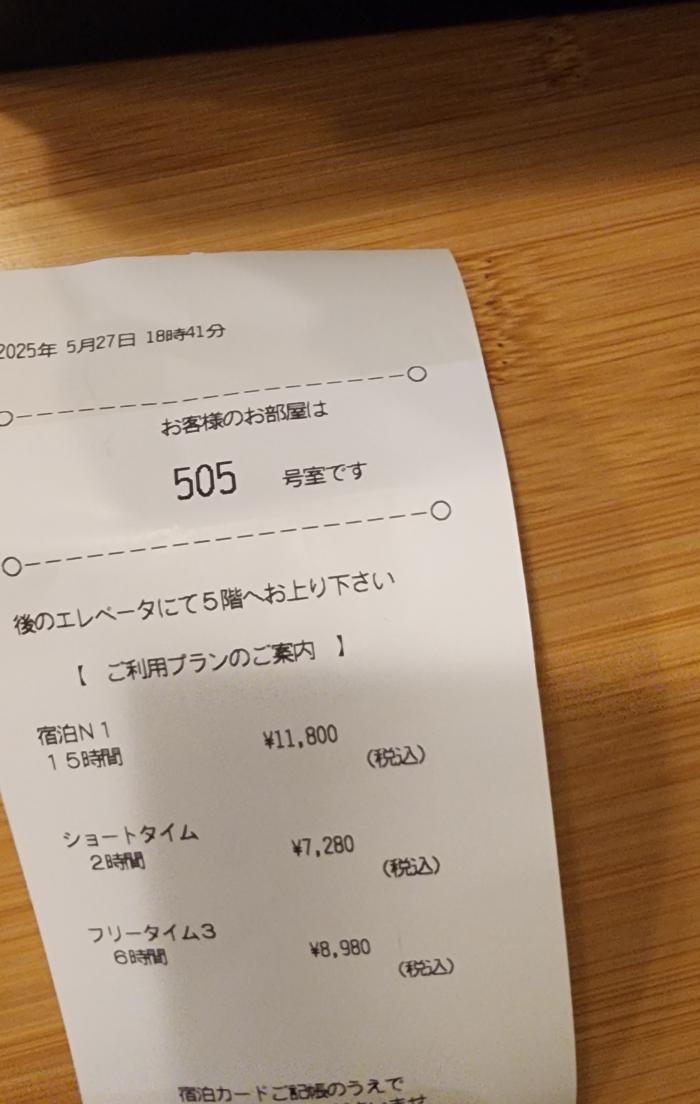 2025年 5月27日 18時41分
お客様のお部屋は
505 号室です
後のエレベータにて5階へお上り下さい
【 ご利用プランのご案内 】
宿泊N1 ¥11,800
15時間 (税込)
ショートタイム ¥7,280
2時間 (税込)
フリータイム3 ¥8,980
6時間 (税込)
宿泊カードご記帳のうえで